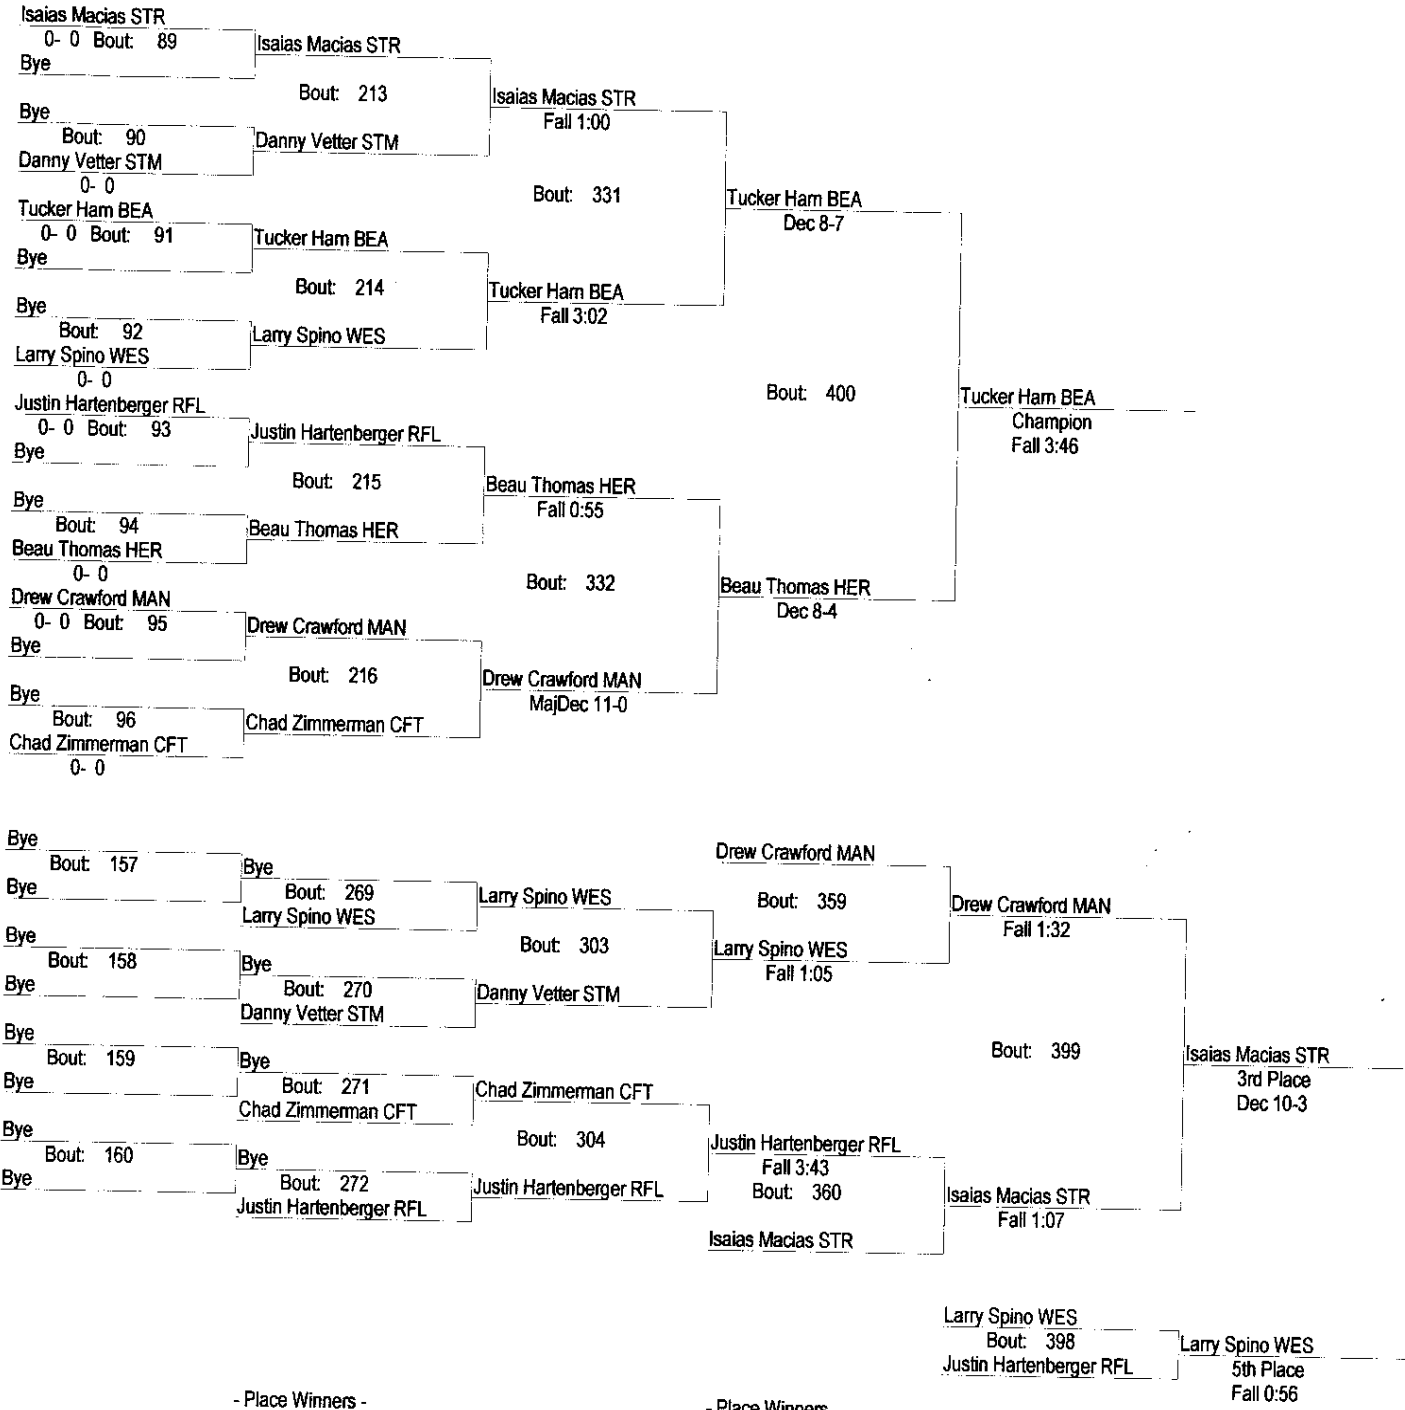 Isaias Macias STR
0- 0 Bout: 89
Bye
Isaias Macias STR
Bout: 213
Bye
Bout: 90
Danny Vetter STM
0- 0
Danny Vetter STM
Isaias Macias STR
Fall 1:00
Bout: 331
Tucker Ham BEA
0- 0 Bout: 91
Bye
Tucker Ham BEA
Bout: 214
Bye
Bout: 92
Larry Spino WES
0- 0
Larry Spino WES
Tucker Ham BEA
Fall 3:02
Tucker Ham BEA
Dec 8-7
Bout: 400
Justin Hartenberger RFL
0- 0 Bout: 93
Bye
Justin Hartenberger RFL
Bout: 215
Bye
Bout: 94
Beau Thomas HER
0- 0
Beau Thomas HER
Beau Thomas HER
Fall 0:55
Bout: 332
Drew Crawford MAN
0- 0 Bout: 95
Bye
Drew Crawford MAN
Bout: 216
Bye
Bout: 96
Chad Zimmerman CFT
0- 0
Chad Zimmerman CFT
Drew Crawford MAN
MajDec 11-0
Beau Thomas HER
Dec 8-4
Tucker Ham BEA
Champion
Fall 3:46
Bye
Bout: 157
Bye
Bye
Bout: 269
Larry Spino WES
Larry Spino WES
Bout: 303
Bye
Bout: 158
Bye
Bye
Bout: 270
Danny Vetter STM
Danny Vetter STM
Drew Crawford MAN
Bout: 359
Larry Spino WES
Fall 1:05
Drew Crawford MAN
Fall 1:32
Bout: 399
Bye
Bout: 159
Bye
Bye
Bout: 271
Chad Zimmerman CFT
Chad Zimmerman CFT
Bout: 304
Bye
Bout: 160
Bye
Bye
Bout: 272
Justin Hartenberger RFL
Justin Hartenberger RFL
Justin Hartenberger RFL
Fall 3:43
Bout: 360
Isaias Macias STR
Isaias Macias STR
Fall 1:07
Isaias Macias STR
3rd Place
Dec 10-3
Larry Spino WES
Bout: 398
Justin Hartenberger RFL
Larry Spino WES
5th Place
Fall 0:56
- Place Winners -
- Place Winners